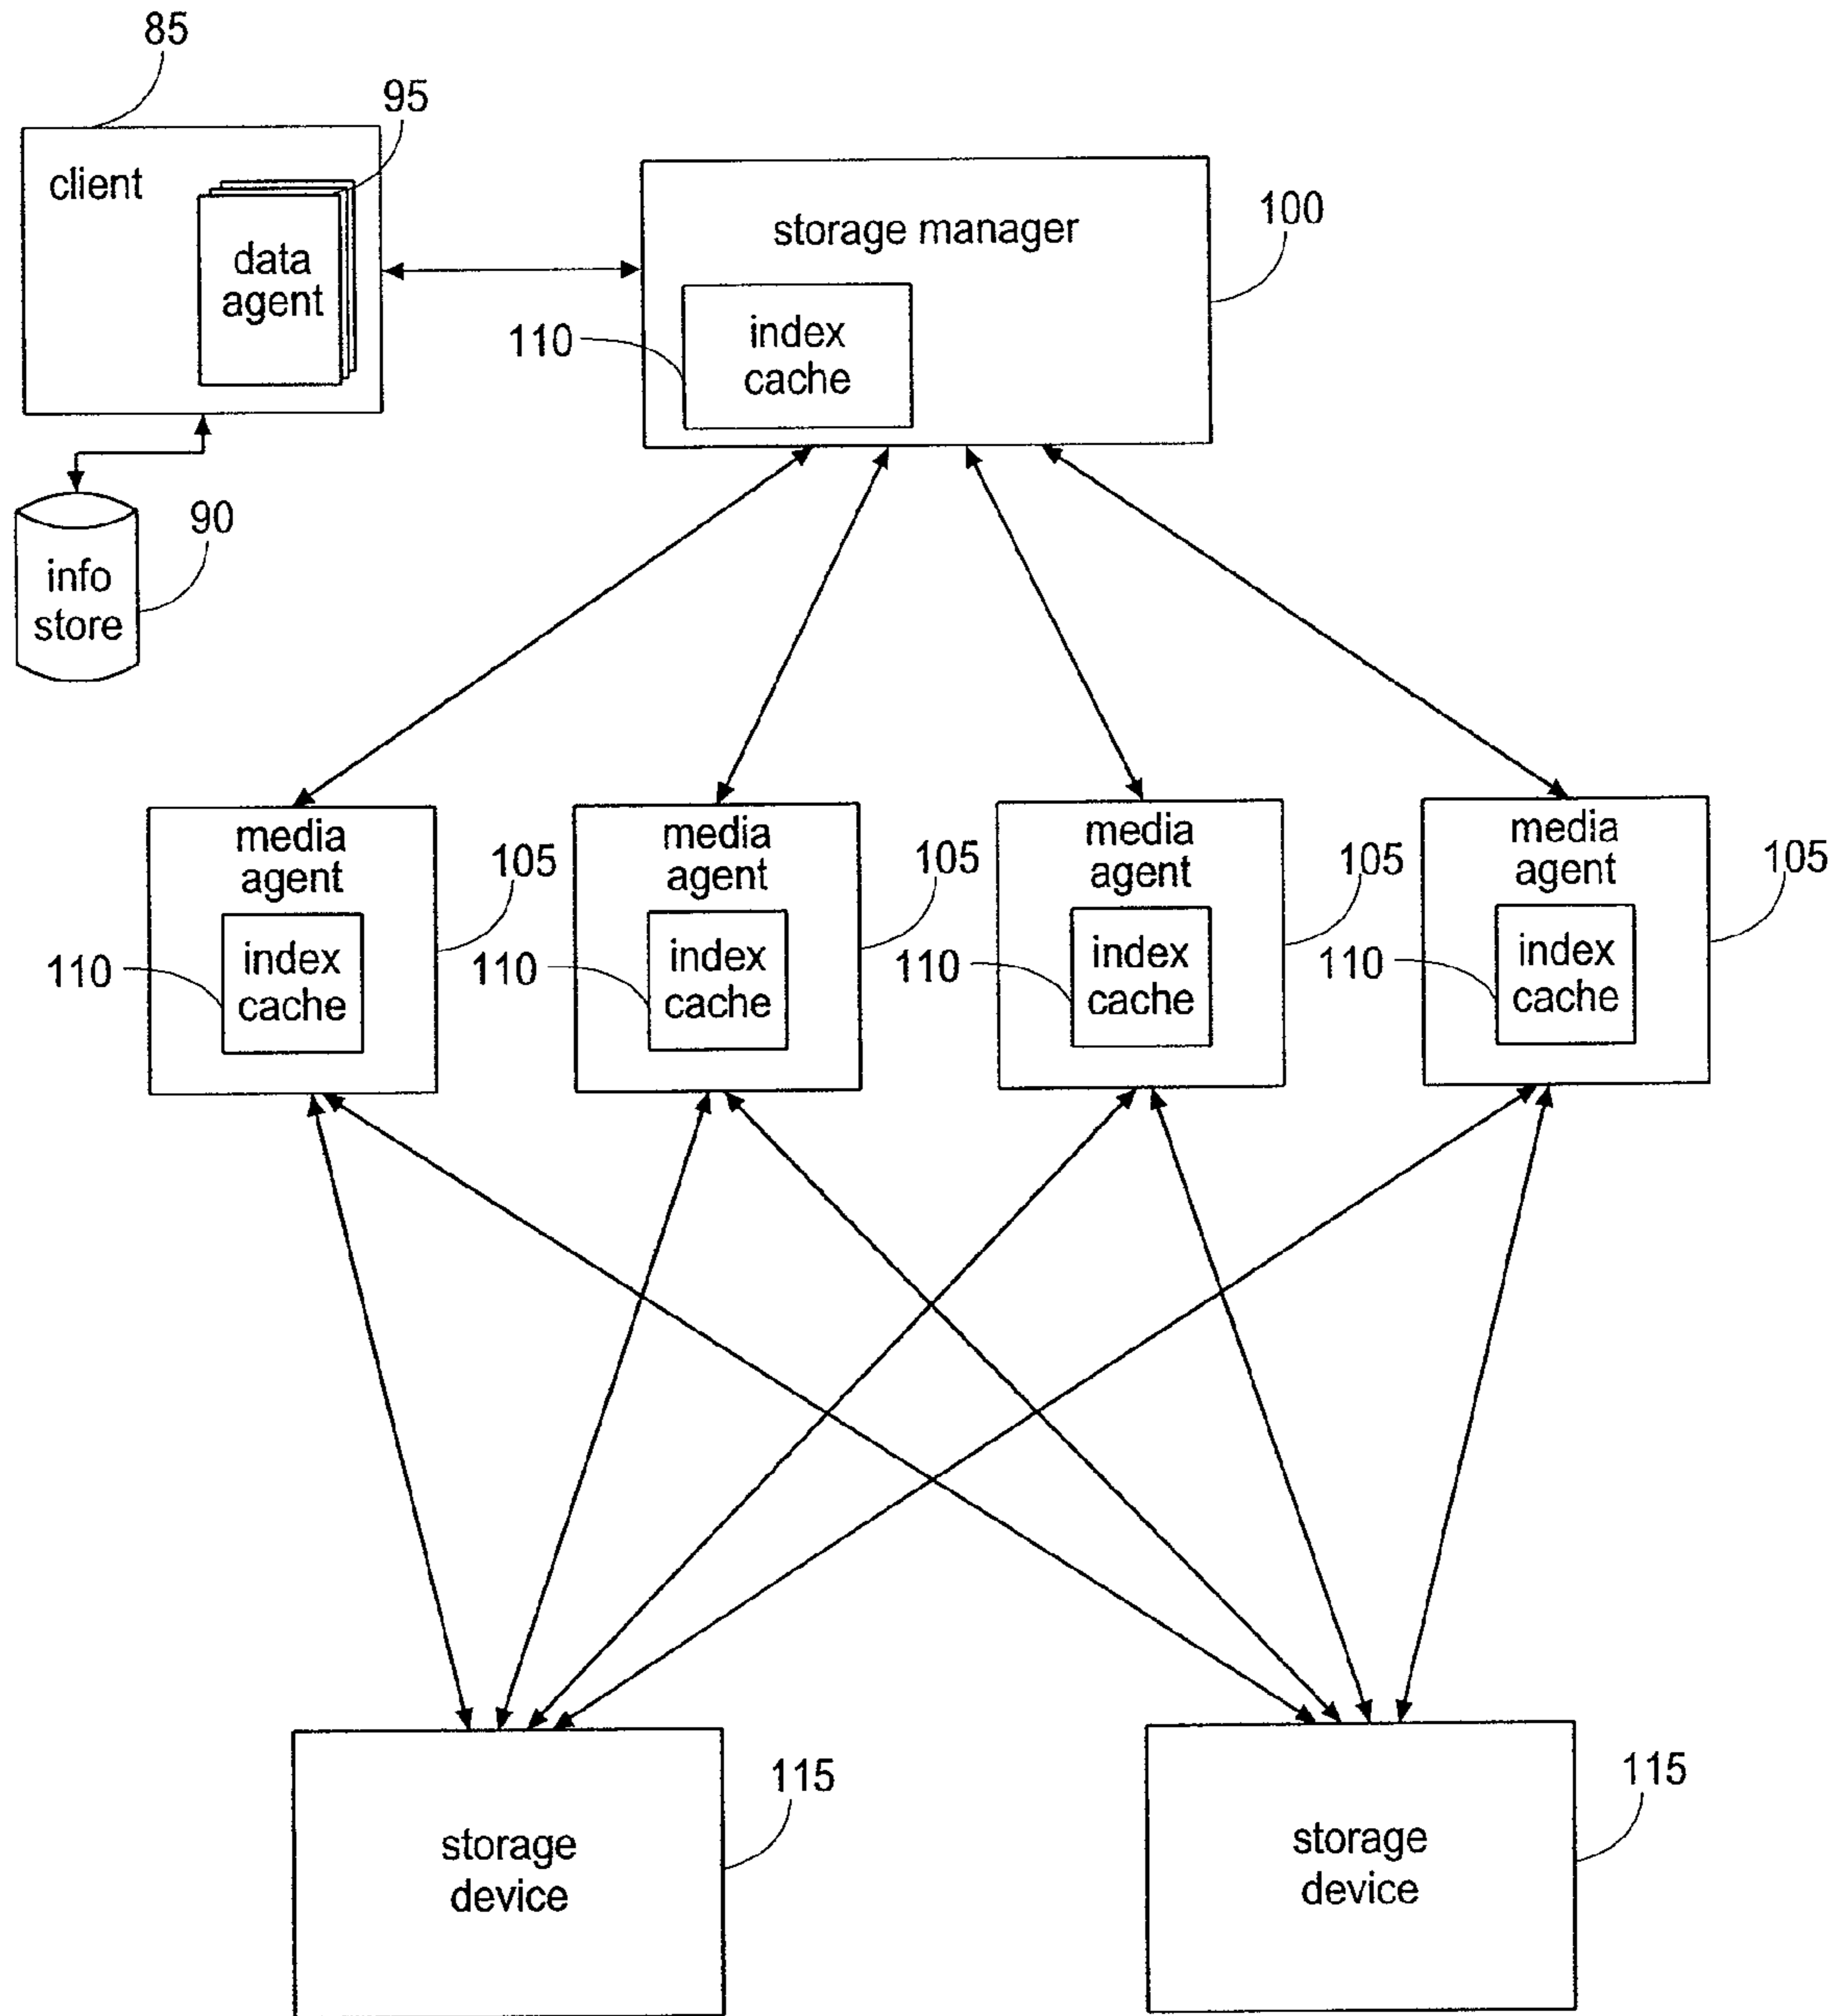 85
95
client
data
agent
storage manager
100
110
index
cache
90
info
store
media
agent
105
110
index
cache
media
agent
105
110
index
cache
media
agent
105
110
index
cache
media
agent
105
110
index
cache
storage
device
115
storage
device
115